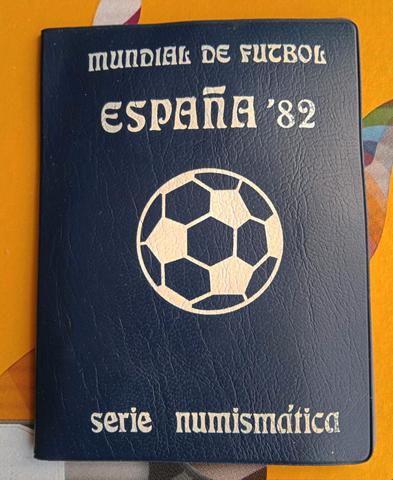 MUNDIAL DE FUTBOL
ESPAÑA '82
serie numismática